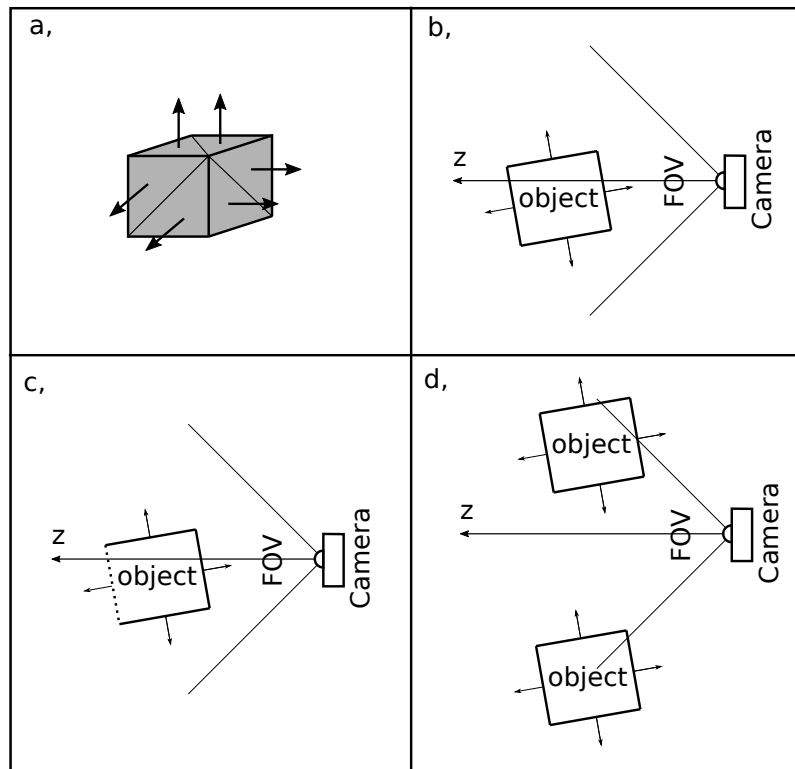 a,
b,
z
object
FOV
Camera
c,
z
object
FOV
Camera
d,
object
z
FOV
Camera
object